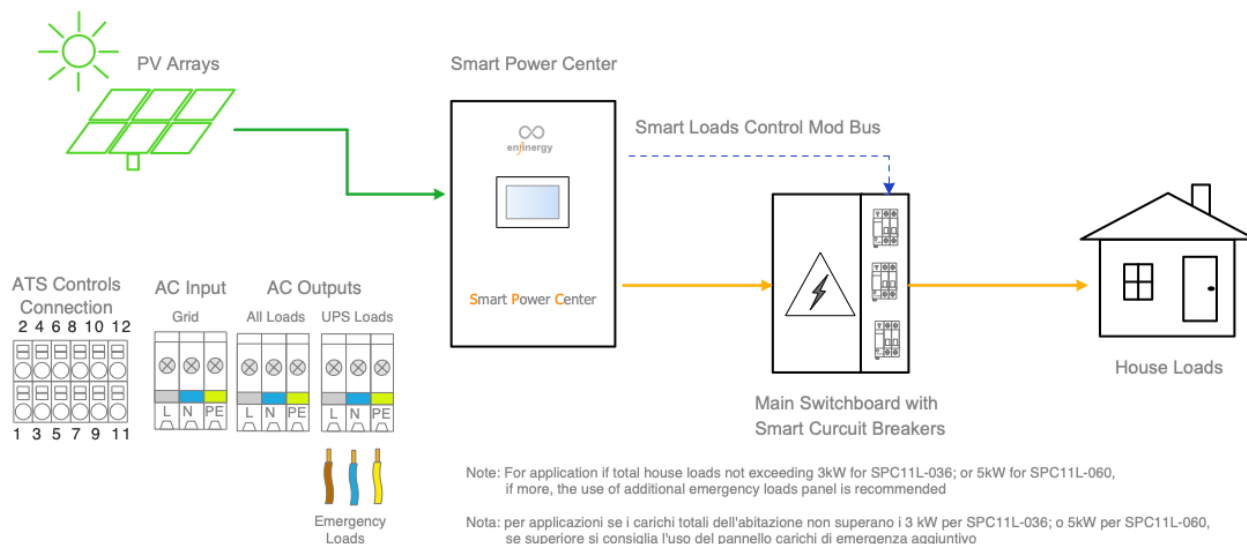 PV Arrays
Smart Power Center
enfinergy
Smart Loads Control Mod Bus
Smart Power Center
ATS Controls
Connection
2 4 6 8 10 12
1 3 5 7 9 11
AC Input
Grid
L N PE
AC Outputs
All Loads
L N PE
UPS Loads
L N PE
Emergency
Loads
Main Switchboard with
Smart Curcuit Breakers
House Loads
Note: For application if total house loads not exceeding 3kW for SPC11L-036; or 5kW for SPC11L-060,
if more, the use of additional emergency loads panel is recommended
Nota: per applicazioni se i carichi totali dell'abitazione non superano i 3 kW per SPC11L-036; o 5kW per SPC11L-060,
se superiore si consiglia l'uso del pannello carichi di emergenza aggiuntivo